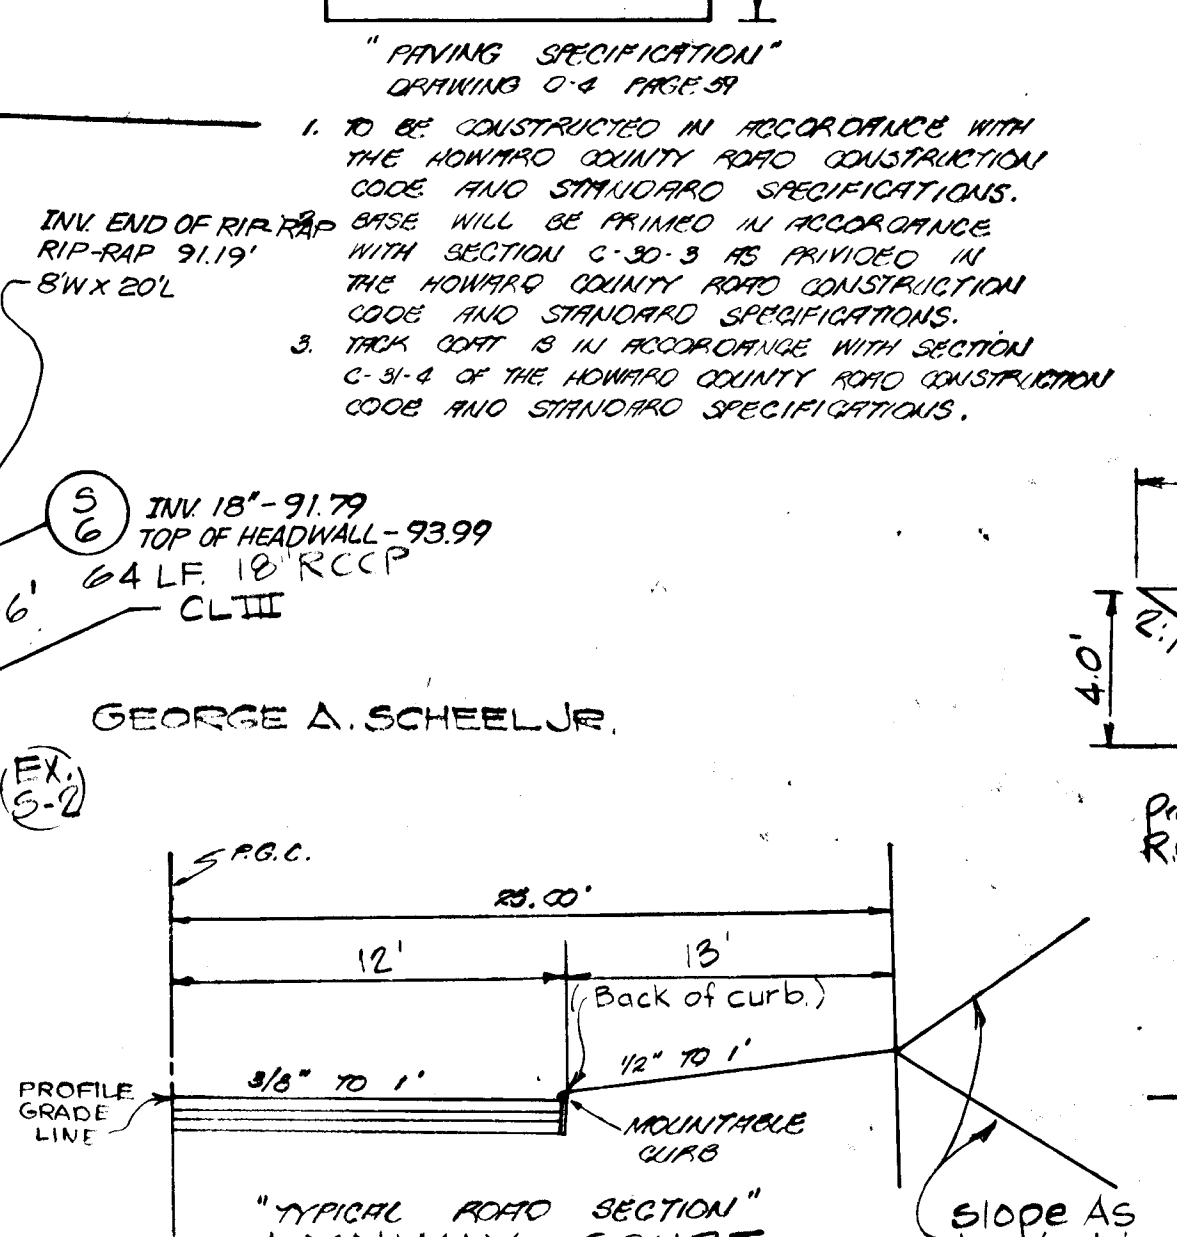 "PAVING SPECIFICATION"
DRAWING O-4 PAGE 59
1. TO BE CONSTRUCTED IN ACCORDANCE WITH
THE HOWARD COUNTY ROAD CONSTRUCTION
CODE AND STANDARD SPECIFICATIONS.
2. BASE WILL BE PRIMED IN ACCORDANCE
WITH SECTION C-30-3 AS PRIVIDED IN
THE HOWARD COUNTY ROAD CONSTRUCTION
CODE AND STANDARD SPECIFICATIONS.
3. TACK COAT IS IN ACCORDANCE WITH SECTION
C-31-4 OF THE HOWARD COUNTY ROAD CONSTRUCTION
CODE AND STANDARD SPECIFICATIONS.
INV. END OF RIP-RAP
RIP-RAP 91.19'
8'W X 20'L
S
6
INV. 18"-91.79
TOP OF HEADWALL-93.99
64 LF. 18" RCCP
CL III
6'
4.0'
2:1
GEORGE A. SCHEEL JR.
EX.
S-2
P.G.C.
25.00'
12'
13'
(Back of curb.)
3/8" TO 1'
1/2" TO 1'
PROFILE
GRADE
LINE
MOUNTABLE
CURB
"TYPICAL ROAD SECTION"
slope As